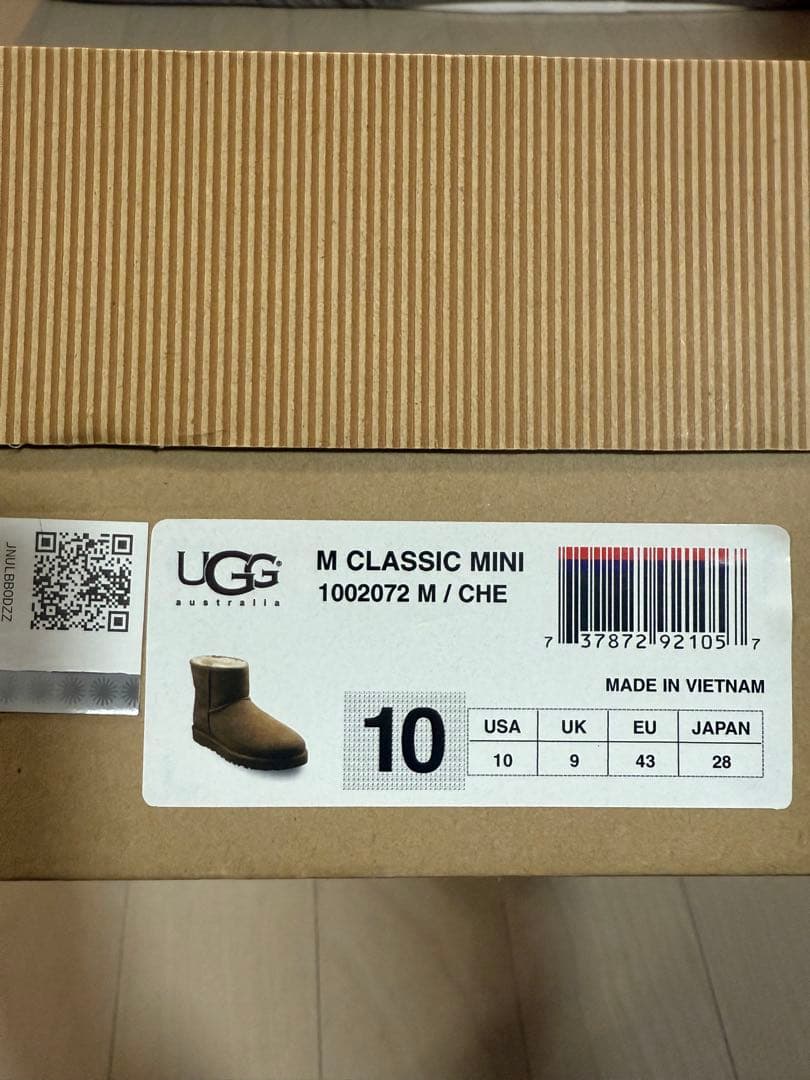 JNULBB0DZZ
UGG®
australia
M CLASSIC MINI
1002072 M / CHE
7 37872 92105 7
MADE IN VIETNAM
10
USA UK EU JAPAN
10 9 43 28